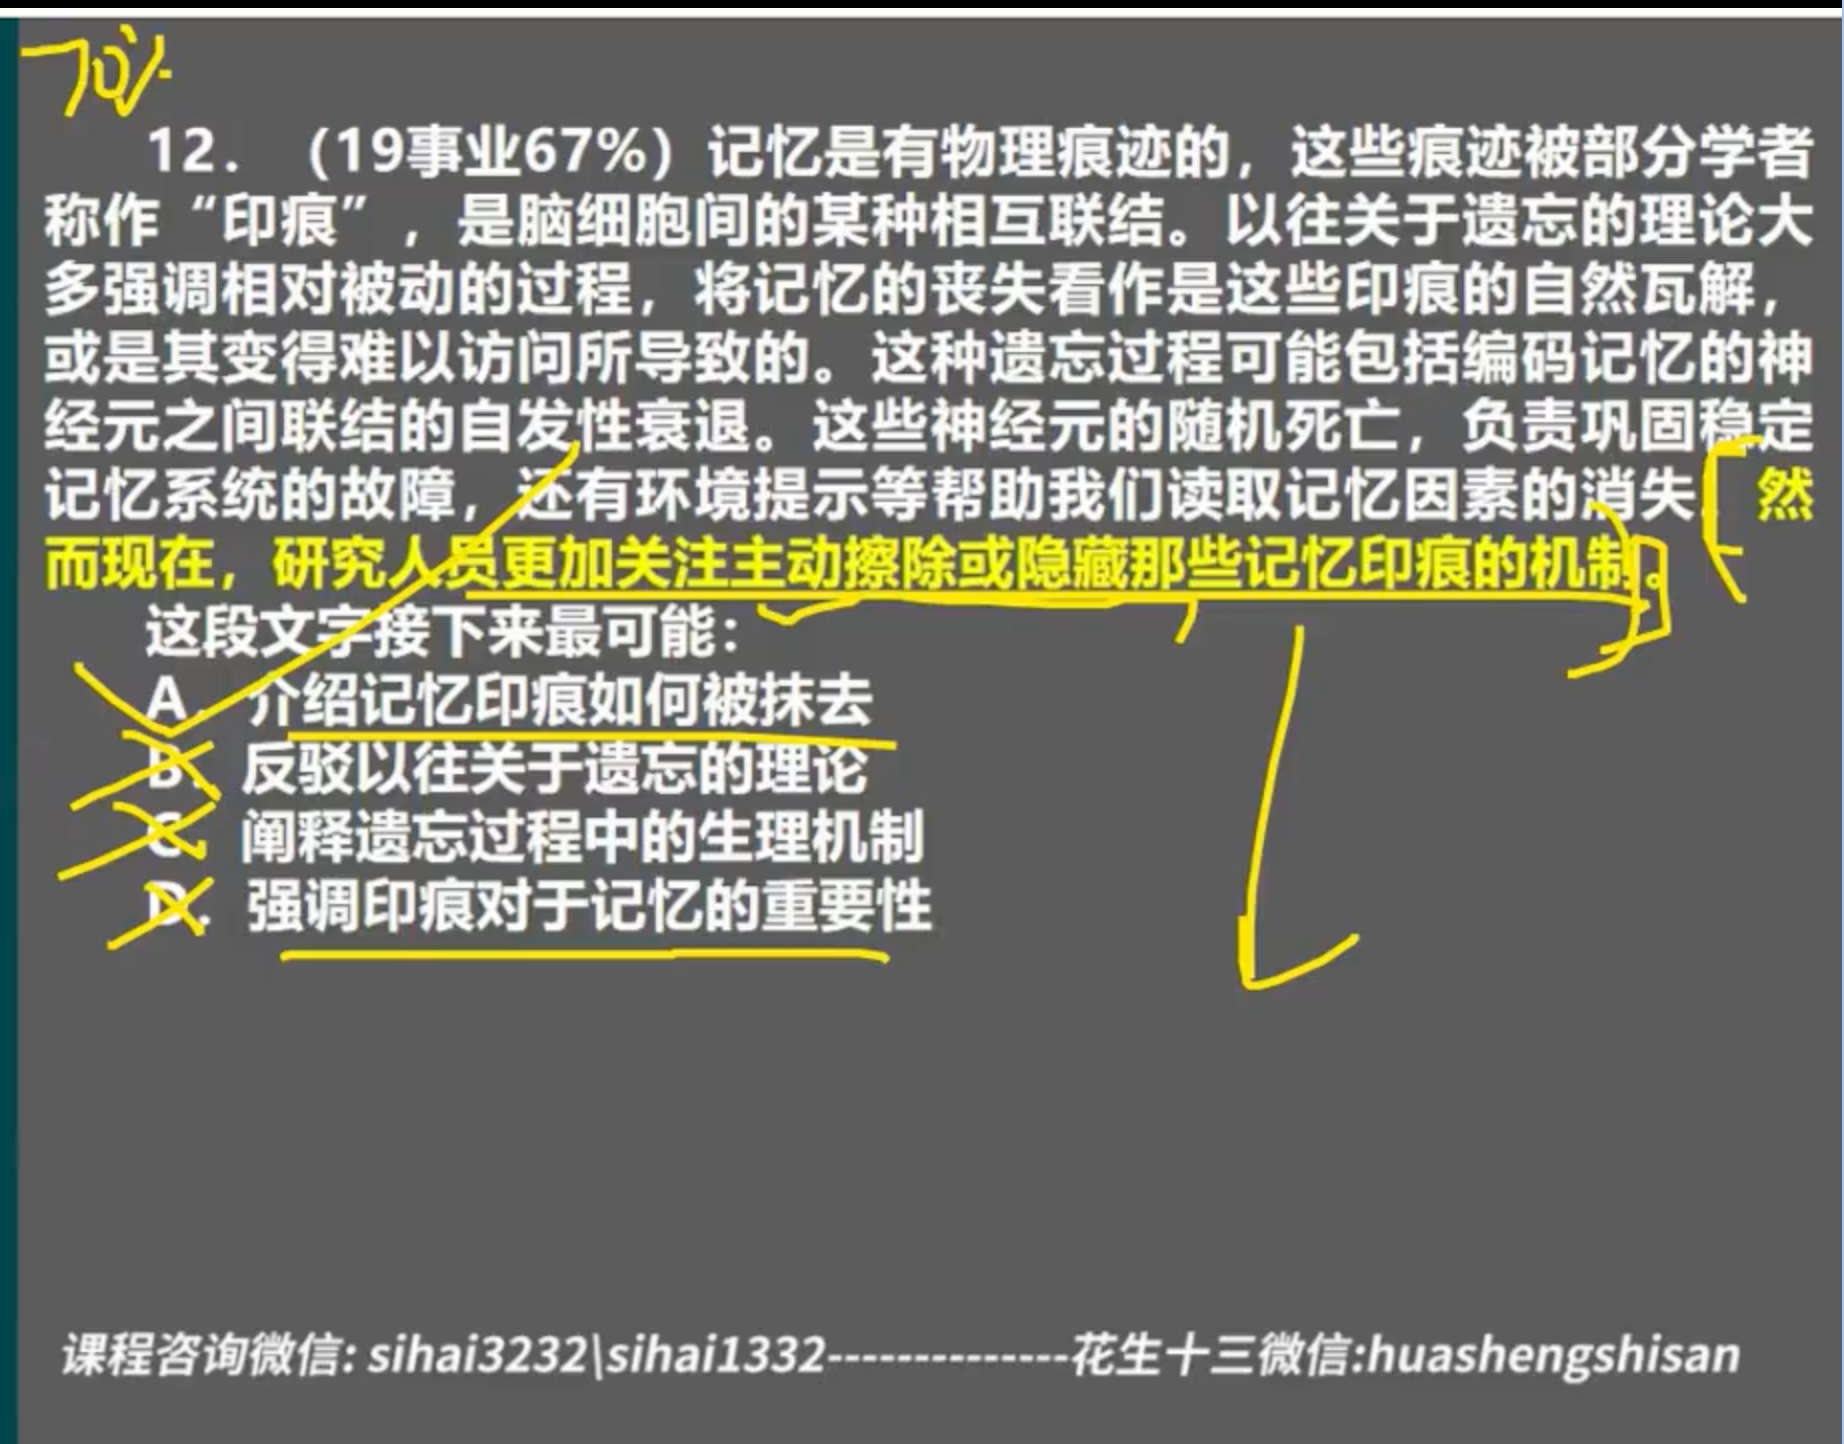 70%
12. （19事业67%）记忆是有物理痕迹的，这些痕迹被部分学者
称作“印痕”，是脑细胞间的某种相互联结。以往关于遗忘的理论大
多强调相对被动的过程，将记忆的丧失看作是这些印痕的自然瓦解，
或是其变得难以访问所导致的。这种遗忘过程可能包括编码记忆的神
经元之间联结的自发性衰退。这些神经元的随机死亡，负责巩固稳定
记忆系统的故障，还有环境提示等帮助我们读取记忆因素的消失。然
而现在，研究人员更加关注主动擦除或隐藏那些记忆印痕的机制。
这段文字接下来最可能：
A. 介绍记忆印痕如何被抹去
B. 反驳以往关于遗忘的理论
C. 阐释遗忘过程中的生理机制
D. 强调印痕对于记忆的重要性
课程咨询微信: sihai3232\sihai1332--------------花生十三微信:huashengshisan